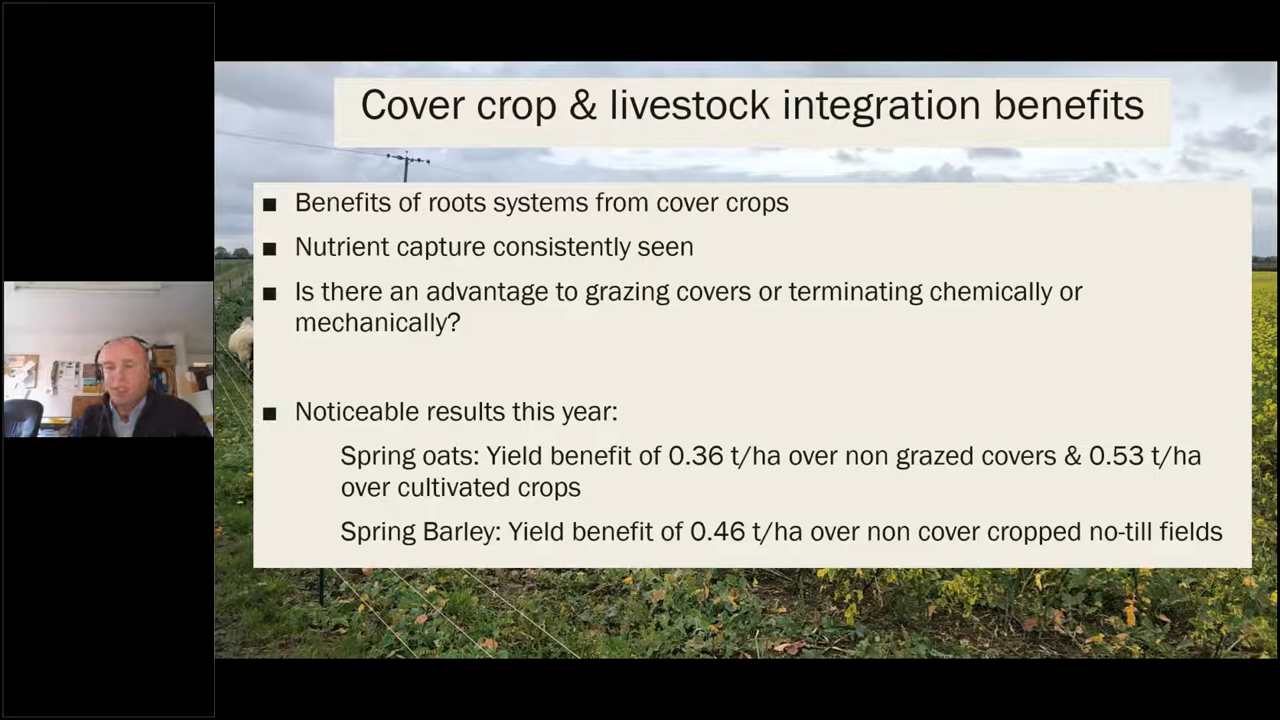 Cover crop & livestock integration benefits
■ Benefits of roots systems from cover crops
■ Nutrient capture consistently seen
■ Is there an advantage to grazing covers or terminating chemically or
mechanically?
■ Noticeable results this year:
Spring oats: Yield benefit of 0.36 t/ha over non grazed covers & 0.53 t/ha
over cultivated crops
Spring Barley: Yield benefit of 0.46 t/ha over non cover cropped no-till fields